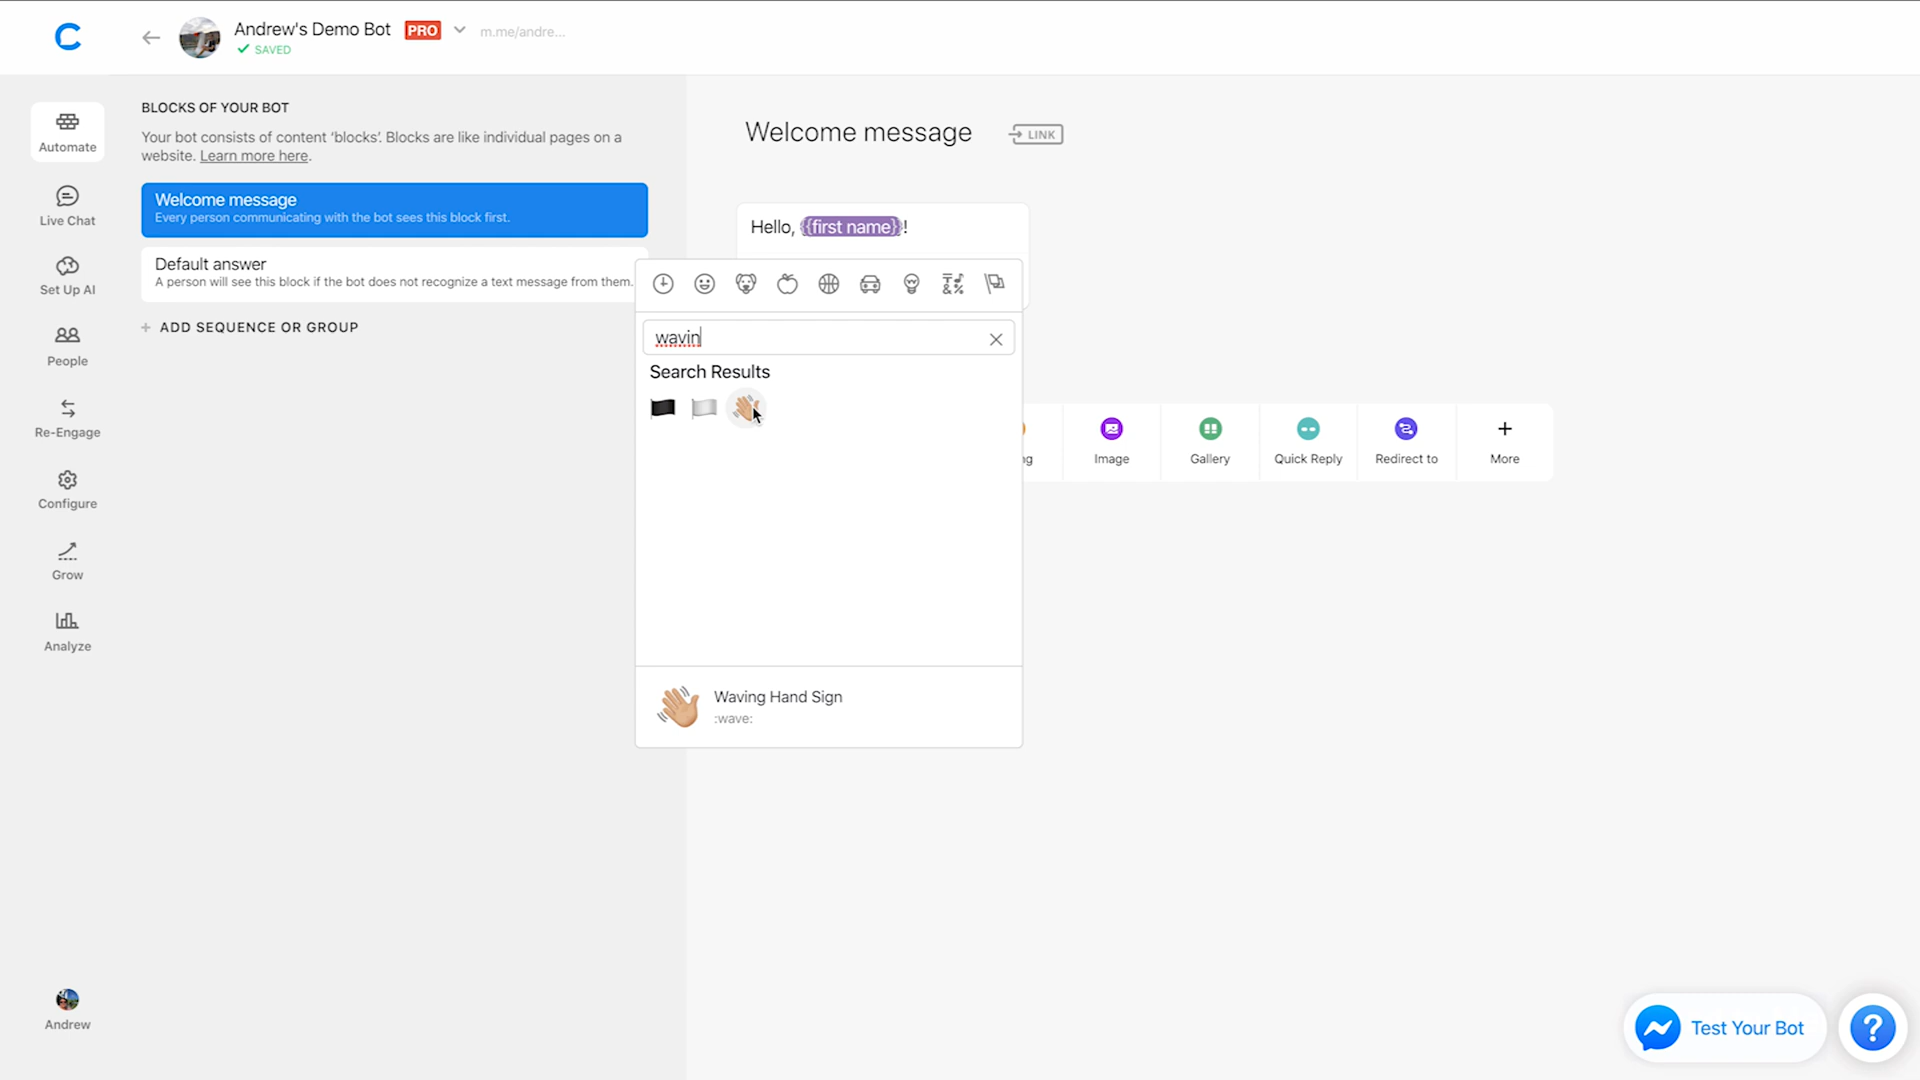 Andrew's Demo Bot PRO m.me/andre...
SAVED
Automate
Live Chat
Set Up AI
People
Re-Engage
Configure
Grow
Analyze
Andrew
BLOCKS OF YOUR BOT
Your bot consists of content ‘blocks’. Blocks are like individual pages on a
website. Learn more here.
Welcome message
Every person communicating with the bot sees this block first.
Default answer
A person will see this block if the bot does not recognize a text message from them.
+ ADD SEQUENCE OR GROUP
Welcome message LINK
Hello, {{first name}}!
wavin
Search Results
Waving Hand Sign
:wave:
ng
Image
Gallery
Quick Reply
Redirect to
More
Test Your Bot
?